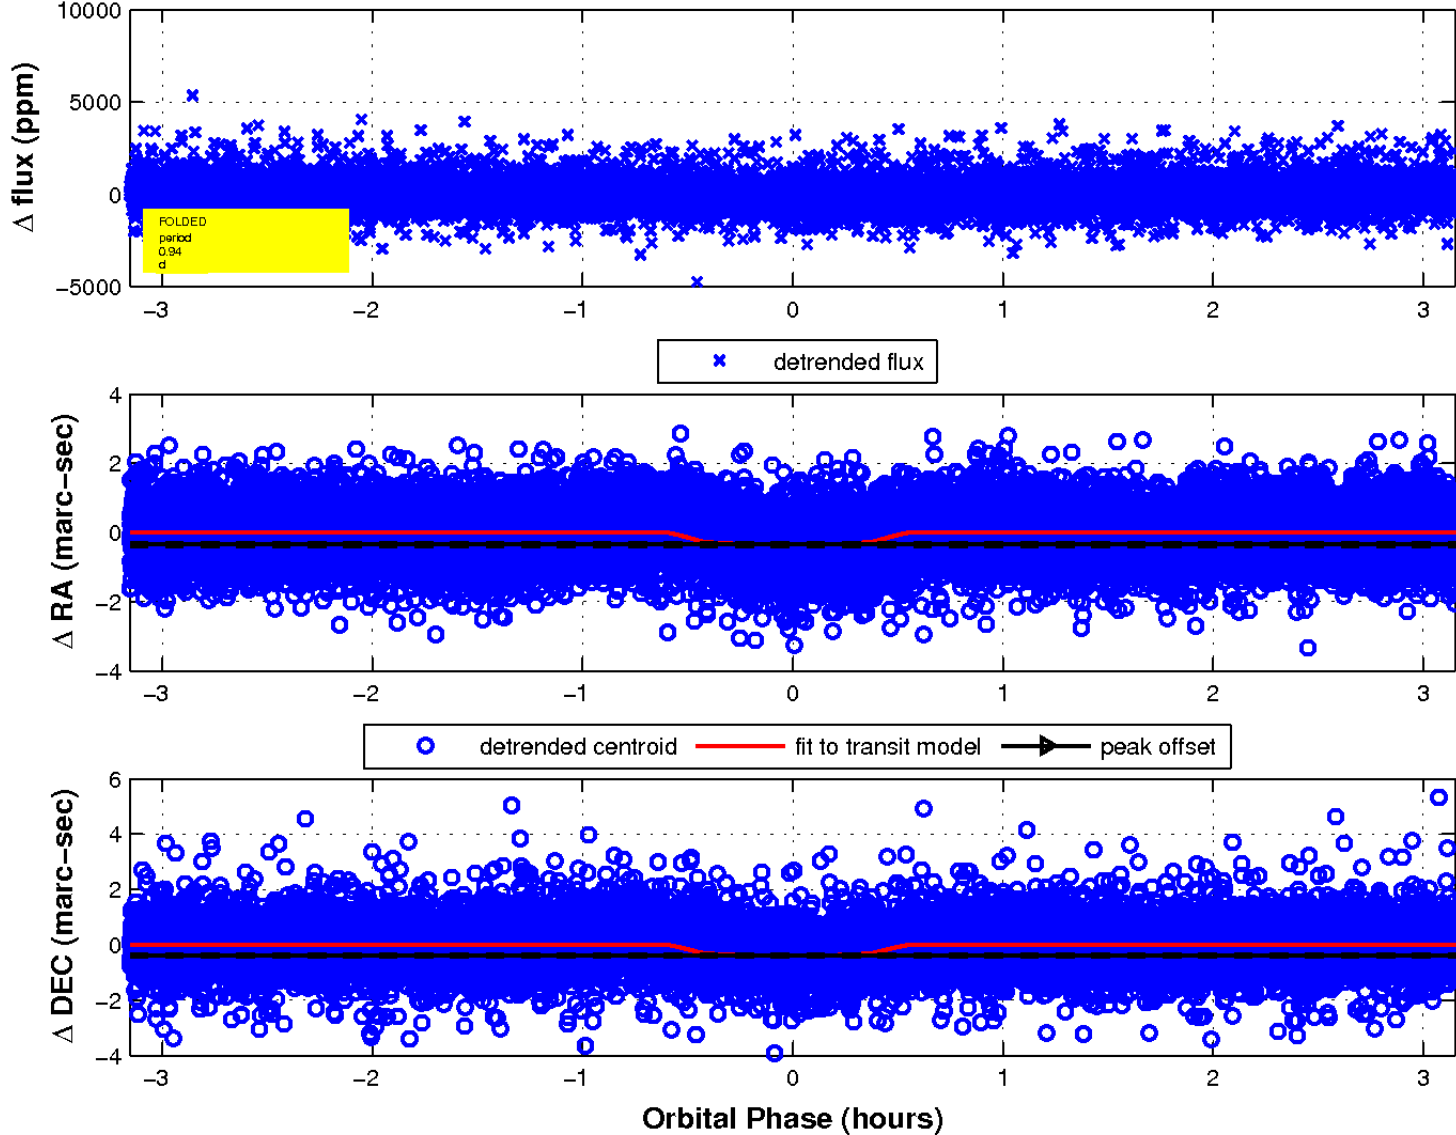 10000
5000
0
−5000
Δ flux (ppm)
FOLDED
period
0.94
d
−3 −2 −1 0 1 2 3
detrended flux
4
2
0
−2
−4
Δ RA (marc−sec)
−3 −2 −1 0 1 2 3
detrended centroid fit to transit model peak offset
6
4
2
0
−2
−4
Δ DEC (marc−sec)
−3 −2 −1 0 1 2 3
Orbital Phase (hours)